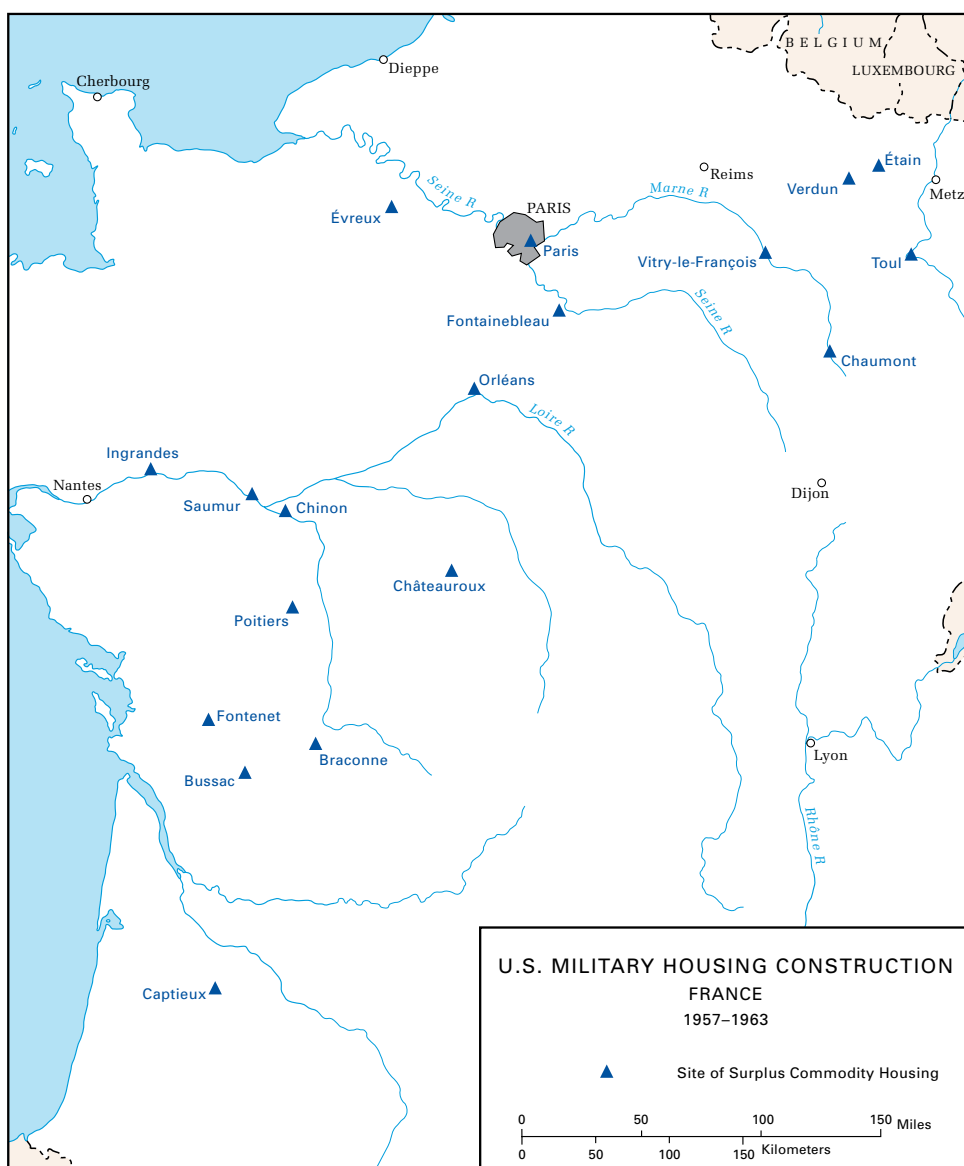 BELGIUM
LUXEMBOURG
Dieppe
Cherbourg
Étain
Reims
Verdun
Metz
Marne R
Seine R
Évreux
PARIS
Paris
Vitry-le-François
Toul
Fontainebleau
Seine R
Chaumont
Orléans
Loire R
Ingrandes
Nantes
Saumur
Chinon
Dijon
Châteauroux
Poitiers
Fontenet
Braconne
Bussac
Lyon
Rhône R
Captieux
U.S. MILITARY HOUSING CONSTRUCTION
FRANCE
1957–1963
Site of Surplus Commodity Housing
0 50 100 150 Miles
0 50 100 150 Kilometers